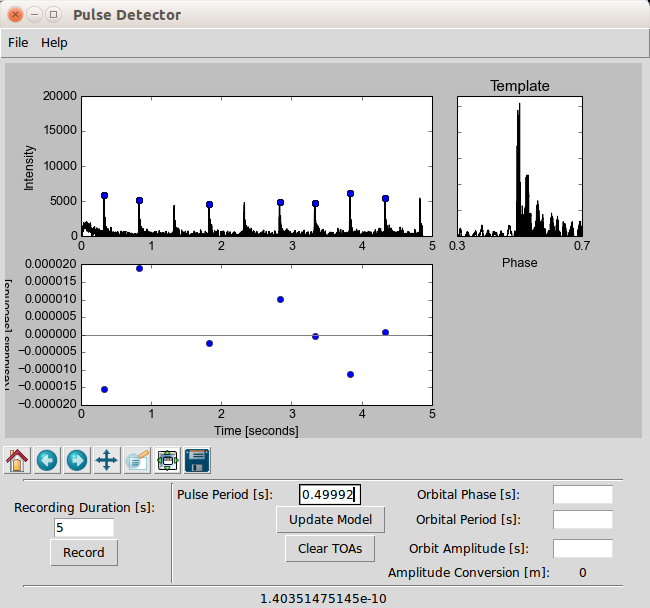 Pulse Detector
File Help
20000
15000
10000
5000
0
Intensity
0 1 2 3 4 5
Template
0.3 0.7
Phase
0.000020
0.000015
0.000010
0.000005
0.000000
−0.000005
−0.000010
−0.000015
−0.000020
0 1 2 3 4 5
Time [seconds]
Pulse Period [s]: 0.49992
Orbital Phase [s]:
Recording Duration [s]:
5
Record
Update Model
Orbital Period [s]:
Clear TOAs
Orbit Amplitude [s]:
Amplitude Conversion [m]: 0
1.40351475145e-10